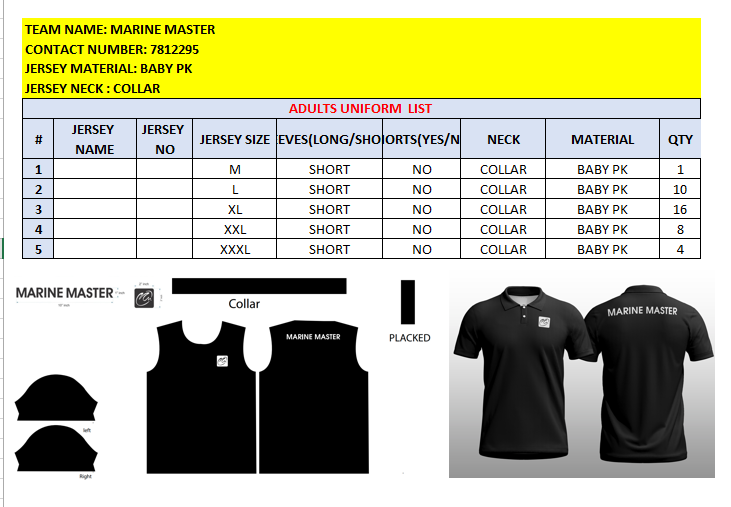 TEAM NAME: MARINE MASTER
CONTACT NUMBER: 7812295
JERSEY MATERIAL: BABY PK
JERSEY NECK : COLLAR
ADULTS UNIFORM LIST
# JERSEY NAME JERSEY NO JERSEY SIZE EVES(LONG/SHO ORTS(YES/N NECK MATERIAL QTY
1 M SHORT NO COLLAR BABY PK 1
2 L SHORT NO COLLAR BABY PK 10
3 XL SHORT NO COLLAR BABY PK 16
4 XXL SHORT NO COLLAR BABY PK 8
5 XXXL SHORT NO COLLAR BABY PK 4
MARINE MASTER
Collar
MARINE MASTER
PLACKED
MARINE MASTER
left
Right